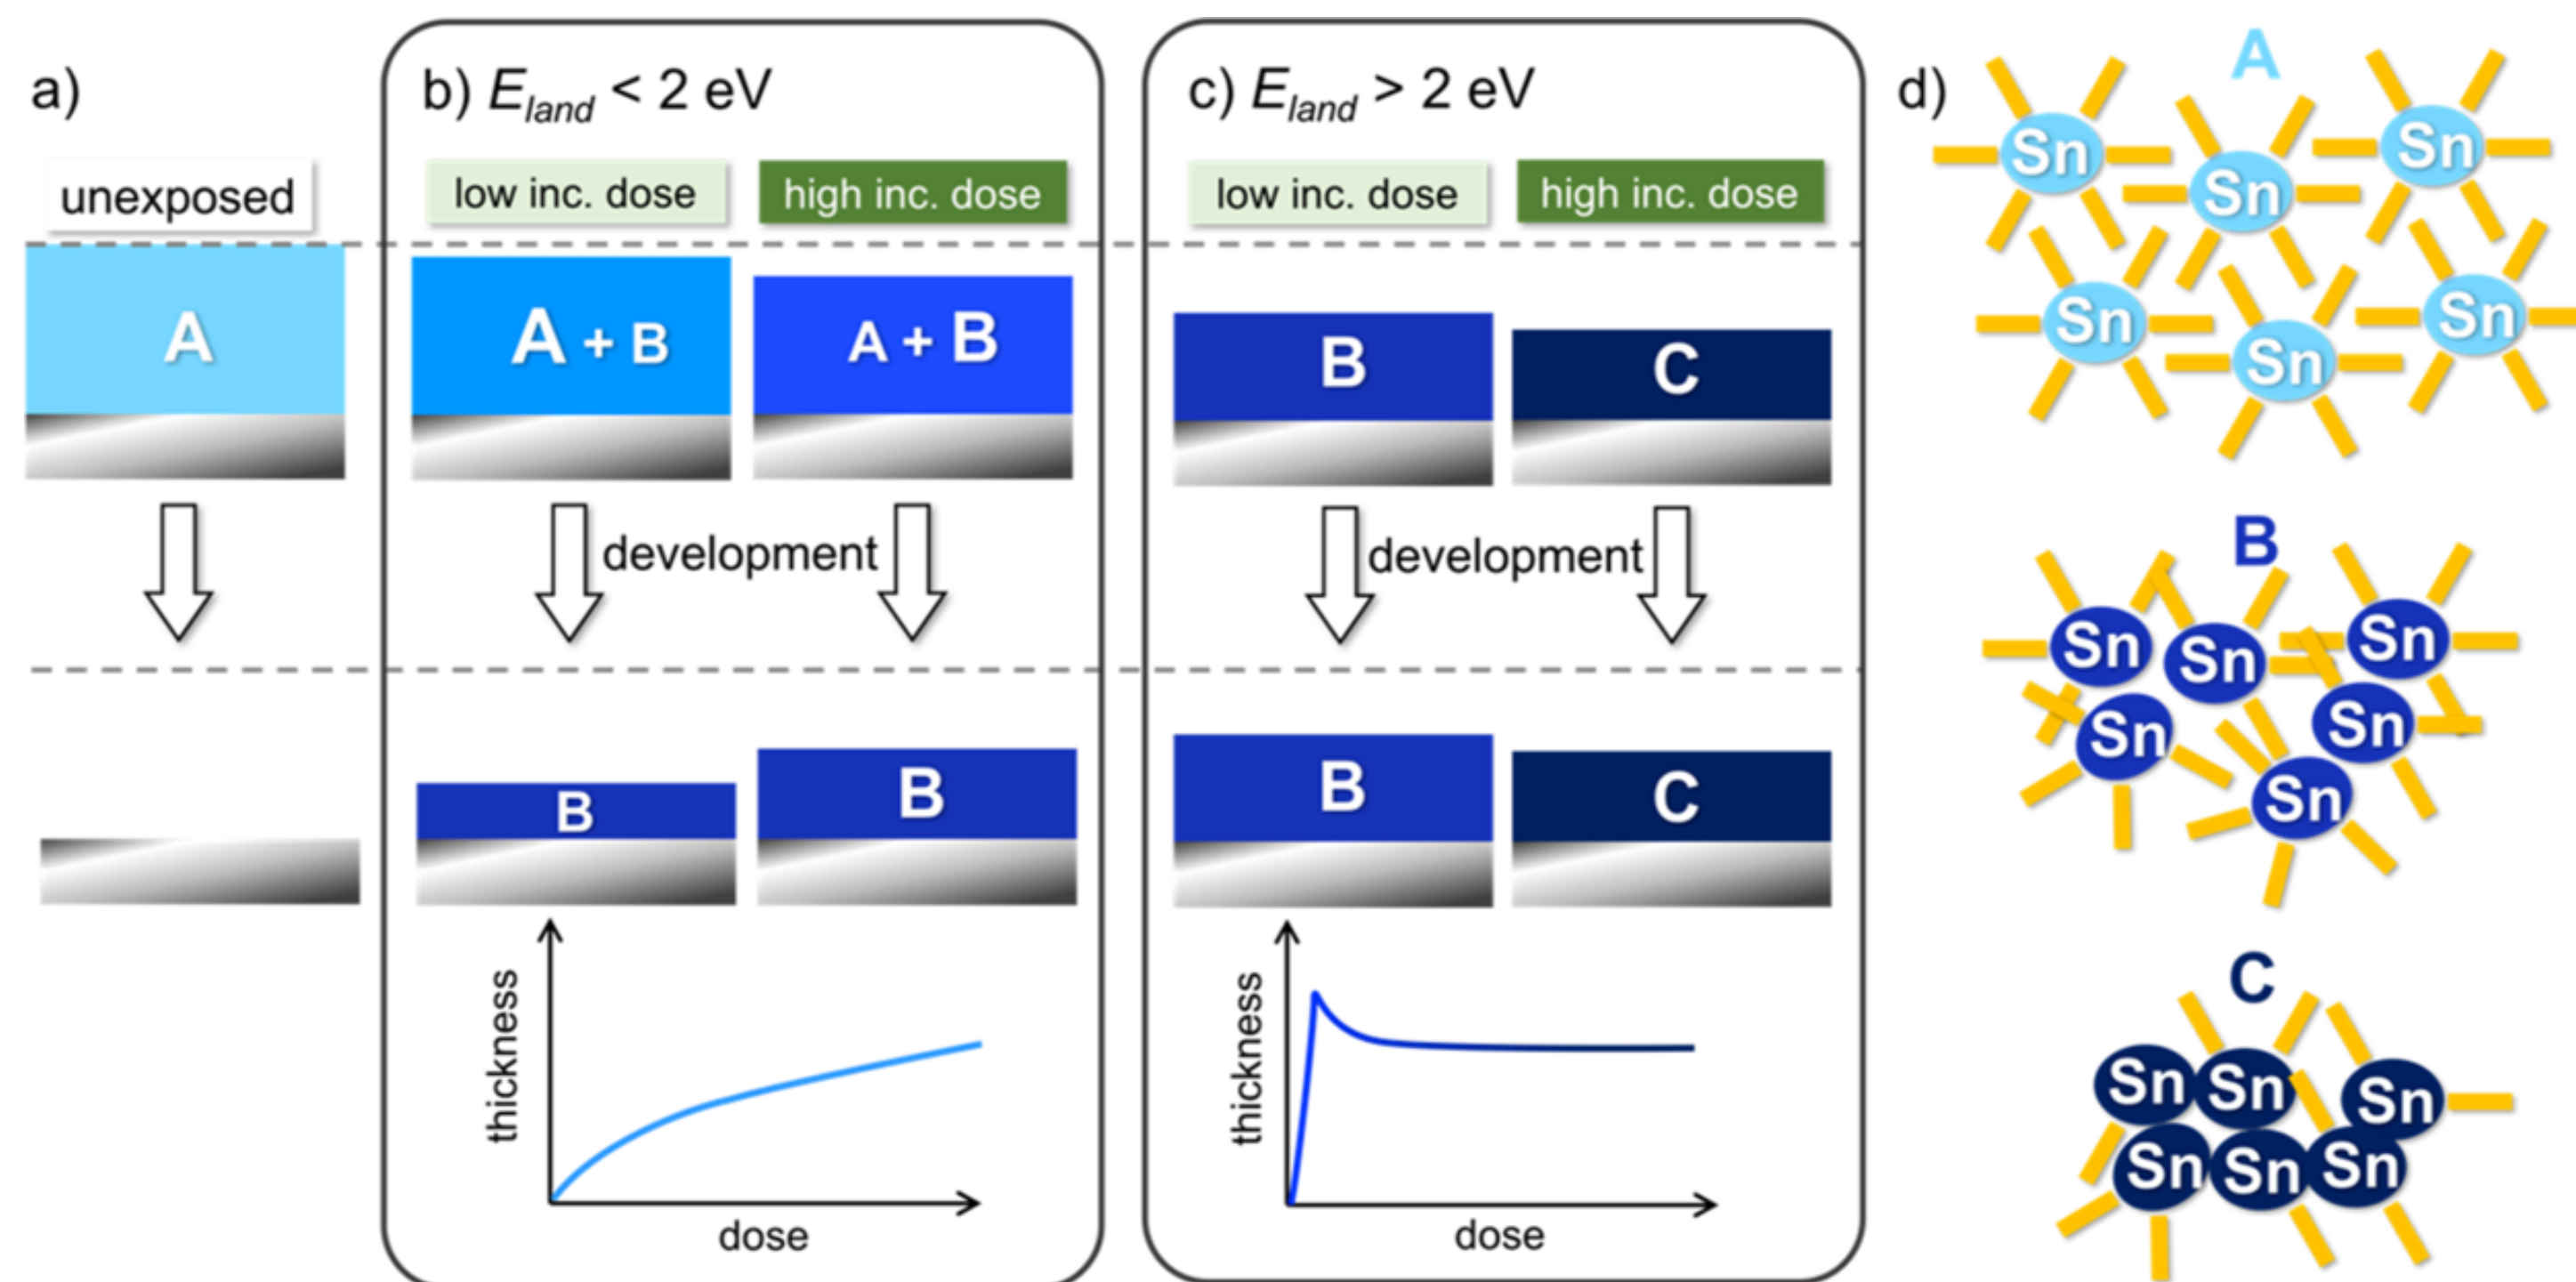 a)
unexposed
A
b) Eland < 2 eV
low inc. dose
high inc. dose
A + B
A + B
development
B
B
thickness
dose
c) Eland > 2 eV
low inc. dose
high inc. dose
B
C
development
B
C
thickness
dose
d)
A
Sn
Sn
Sn
Sn
Sn
Sn
B
Sn
Sn
Sn
Sn
Sn
Sn
C
Sn
Sn
Sn
Sn
Sn
Sn